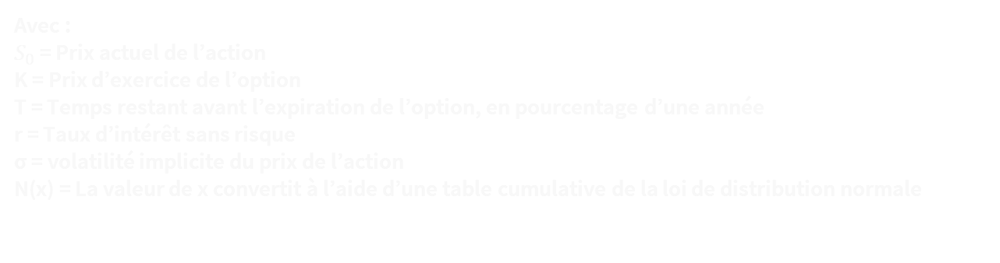 Avec :
S₀ = Prix actuel de l’action
K = Prix d’exercice de l’option
T = Temps restant avant l’expiration de l’option, en pourcentage d’une année
r = Taux d’intérêt sans risque
σ = volatilité implicite du prix de l’action
N(x) = La valeur de x convertit à l’aide d’une table cumulative de la loi de distribution normale